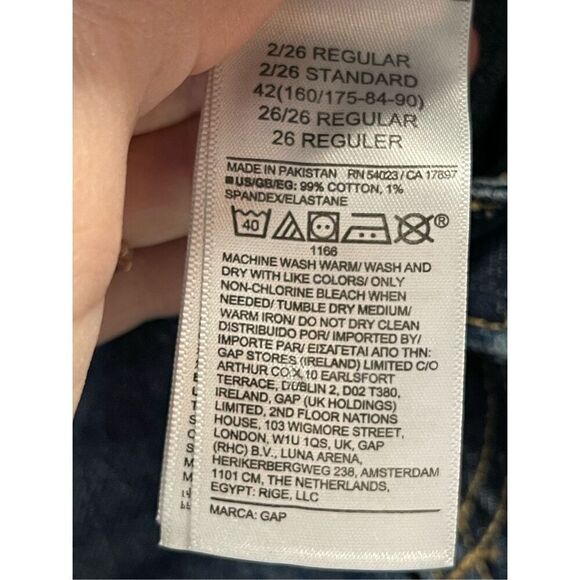 2/26 REGULAR
2/26 STANDARD
42(160/175-84-90)
26/26 REGULAR
26 REGULER
MADE IN PAKISTAN RN 54023 / CA 17897
US/GB/EG: 99% COTTON, 1%
SPANDEX/ELASTANE
40 ®
1166
MACHINE WASH WARM/ WASH AND
DRY WITH LIKE COLORS/ ONLY
NON-CHLORINE BLEACH WHEN
NEEDED/ TUMBLE DRY MEDIUM/
WARM IRON/ DO NOT DRY CLEAN
DISTRIBUIDO POR/ IMPORTED BY/
IMPORTE PAR/ ΕΙΣΑΓΕΤΑΙ ΑΠΟ ΤΗΝ:
GAP STORES (IRELAND) LIMITED C/O
ARTHUR COX,10 EARLSFORT
TERRACE, DUBLIN 2, D02 T380,
IRELAND, GAP (UK HOLDINGS)
LIMITED, 2ND FLOOR NATIONS
HOUSE, 103 WIGMORE STREET,
LONDON, W1U 1QS, UK, GAP
(RHC) B.V., LUNA ARENA,
HERIKERBERGWEG 238, AMSTERDAM
1101 CM, THE NETHERLANDS,
EGYPT: RIGE, LLC
MARCA: GAP